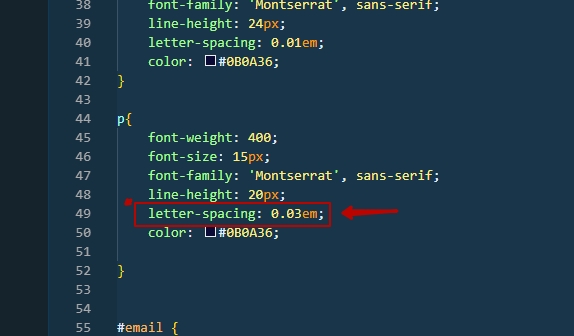 38 font-family: 'Montserrat', sans-serif;
39 line-height: 24px;
40 letter-spacing: 0.01em;
41 color: #0B0A36;
42 }
43
44 p{
45 font-weight: 400;
46 font-size: 15px;
47 font-family: 'Montserrat', sans-serif;
48 line-height: 20px;
49 letter-spacing: 0.03em;
50 color: #0B0A36;
51
52 }
53
54
55 #email {